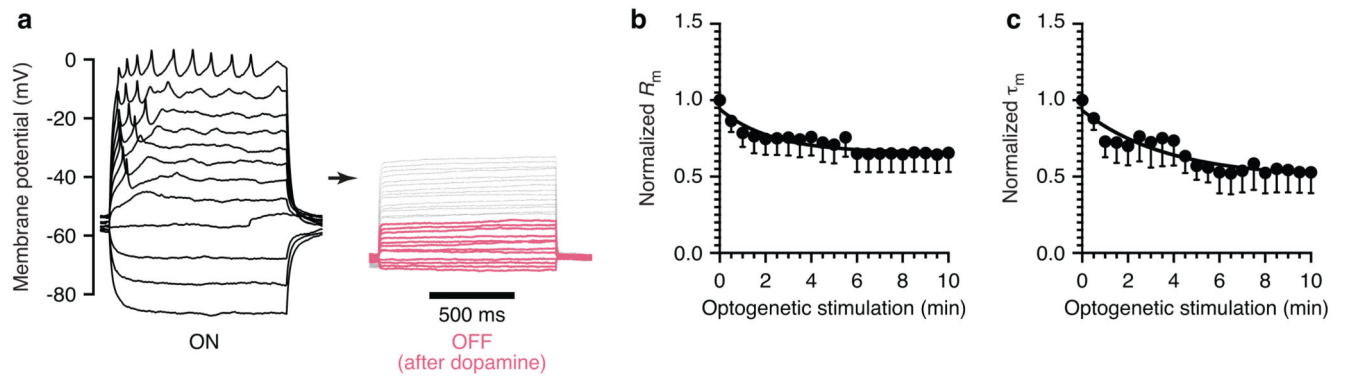 a
Membrane potential (mV)
0
-20
-40
-60
-80
ON
500 ms
OFF
(after dopamine)
b
Normalized Rm
1.5
1.0
0.5
0.0
0 2 4 6 8 10
Optogenetic stimulation (min)
c
Normalized τm
1.5
1.0
0.5
0.0
0 2 4 6 8 10
Optogenetic stimulation (min)